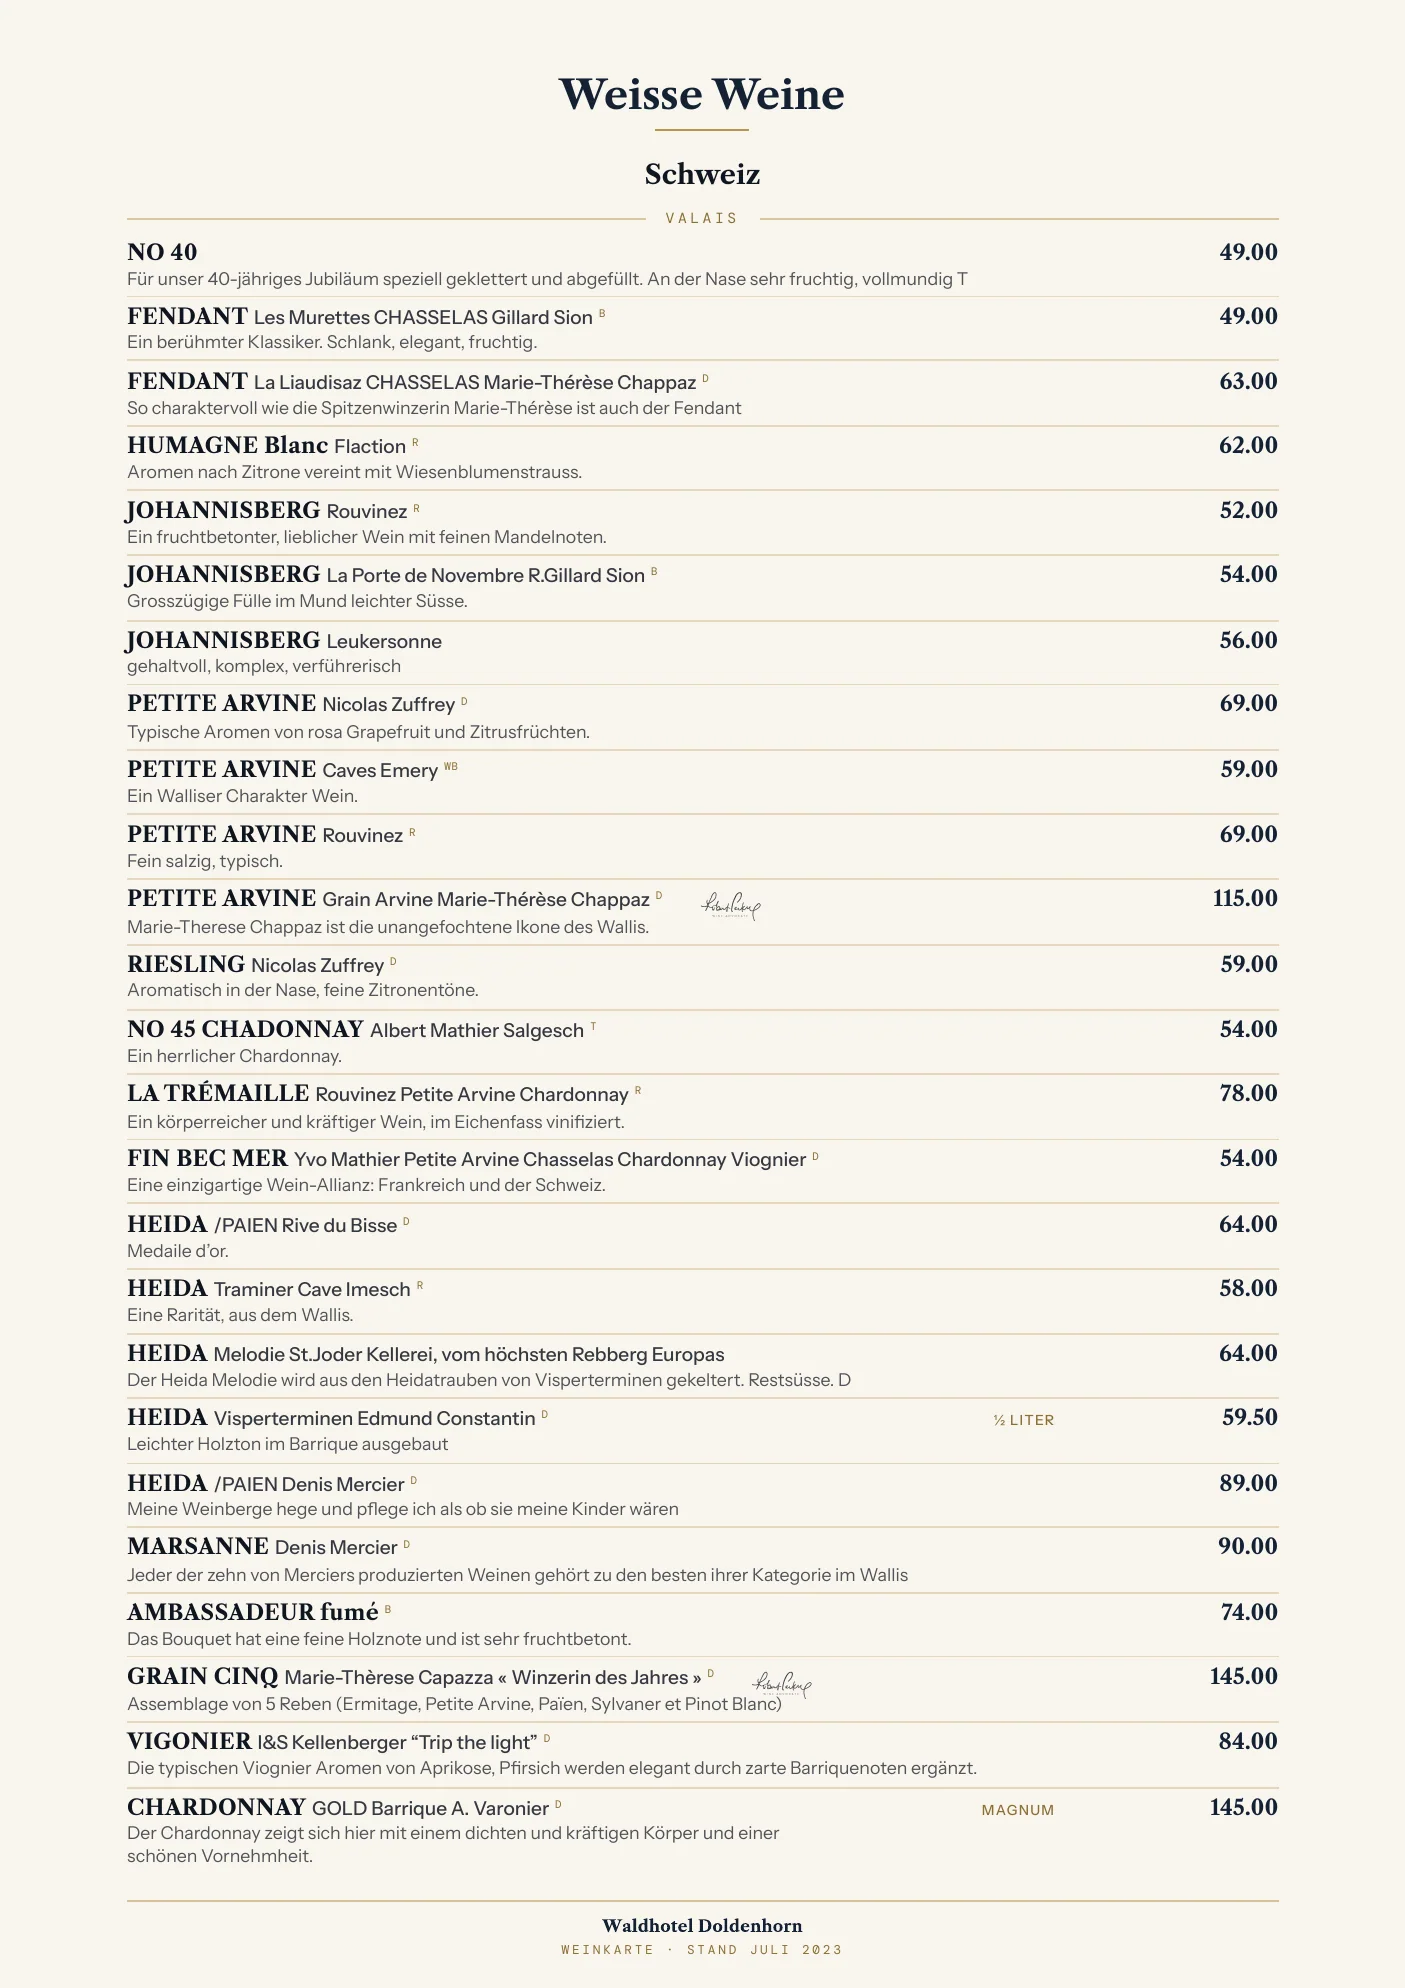 Weisse Weine
Schweiz
VALAIS
NO 40 49.00
Für unser 40-jähriges Jubiläum speziell geklettert und abgefüllt. An der Nase sehr fruchtig, vollmundig T
FENDANT Les Murettes CHASSELAS Gillard Sion B 49.00
Ein berühmter Klassiker. Schlank, elegant, fruchtig.
FENDANT La Liaudisaz CHASSELAS Marie-Thérèse Chappaz D 63.00
So charaktervoll wie die Spitzenwinzerin Marie-Thérèse ist auch der Fendant
HUMAGNE Blanc Flaction R 62.00
Aromen nach Zitrone vereint mit Wiesenblumenstrauss.
JOHANNISBERG Rouvinez R 52.00
Ein fruchtbetonter, lieblicher Wein mit feinen Mandelnoten.
JOHANNISBERG La Porte de Novembre R.Gillard Sion B 54.00
Grosszügige Fülle im Mund leichter Süsse.
JOHANNISBERG Leukersonne 56.00
gehaltvoll, komplex, verführerisch
PETITE ARVINE Nicolas Zuffrey D 69.00
Typische Aromen von rosa Grapefruit und Zitrusfrüchten.
PETITE ARVINE Caves Emery WB 59.00
Ein Walliser Charakter Wein.
PETITE ARVINE Rouvinez R 69.00
Fein salzig, typisch.
PETITE ARVINE Grain Arvine Marie-Thérèse Chappaz D 115.00
Marie-Therese Chappaz ist die unangefochtene Ikone des Wallis.
RIESLING Nicolas Zuffrey D 59.00
Aromatisch in der Nase, feine Zitronentöne.
NO 45 CHADONNAY Albert Mathier Salgesch T 54.00
Ein herrlicher Chardonnay.
LA TRÉMAILLE Rouvinez Petite Arvine Chardonnay R 78.00
Ein körperreicher und kräftiger Wein, im Eichenfass vinifiziert.
FIN BEC MER Yvo Mathier Petite Arvine Chasselas Chardonnay Viognier D 54.00
Eine einzigartige Wein-Allianz: Frankreich und der Schweiz.
HEIDA /PAIEN Rive du Bisse D 64.00
Medaile d’or.
HEIDA Traminer Cave Imesch R 58.00
Eine Rarität, aus dem Wallis.
HEIDA Melodie St.Joder Kellerei, vom höchsten Rebberg Europas 64.00
Der Heida Melodie wird aus den Heidatrauben von Visperterminen gekeltert. Restsüsse. D
HEIDA Visperterminen Edmund Constantin D ½ LITER 59.50
Leichter Holzton im Barrique ausgebaut
HEIDA /PAIEN Denis Mercier D 89.00
Meine Weinberge hege und pflege ich als ob sie meine Kinder wären
MARSANNE Denis Mercier D 90.00
Jeder der zehn von Merciers produzierten Weinen gehört zu den besten ihrer Kategorie im Wallis
AMBASSADEUR fumé B 74.00
Das Bouquet hat eine feine Holznote und ist sehr fruchtbetont.
GRAIN CINQ Marie-Thèrese Capazza « Winzerin des Jahres » D 145.00
Assemblage von 5 Reben (Ermitage, Petite Arvine, Païen, Sylvaner et Pinot Blanc)
VIGONIER I&S Kellenberger “Trip the light” D 84.00
Die typischen Viognier Aromen von Aprikose, Pfirsich werden elegant durch zarte Barriquenoten ergänzt.
CHARDONNAY GOLD Barrique A. Varonier D MAGNUM 145.00
Der Chardonnay zeigt sich hier mit einem dichten und kräftigen Körper und einer
schönen Vornehmheit.
Waldhotel Doldenhorn
WEINKARTE · STAND JULI 2023